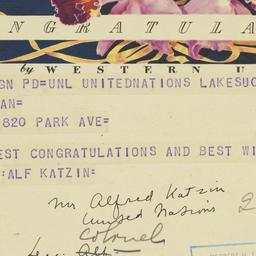 NGRATULA
by WESTERN U
GN PD=UNL UNITEDNATIONS LAKESUC
AN=
820 PARK AVE=
EST CONGRATULATIONS AND BEST WI
:ALF KATZIN=
Mr Alfred Katzin
United Nations
Colonel